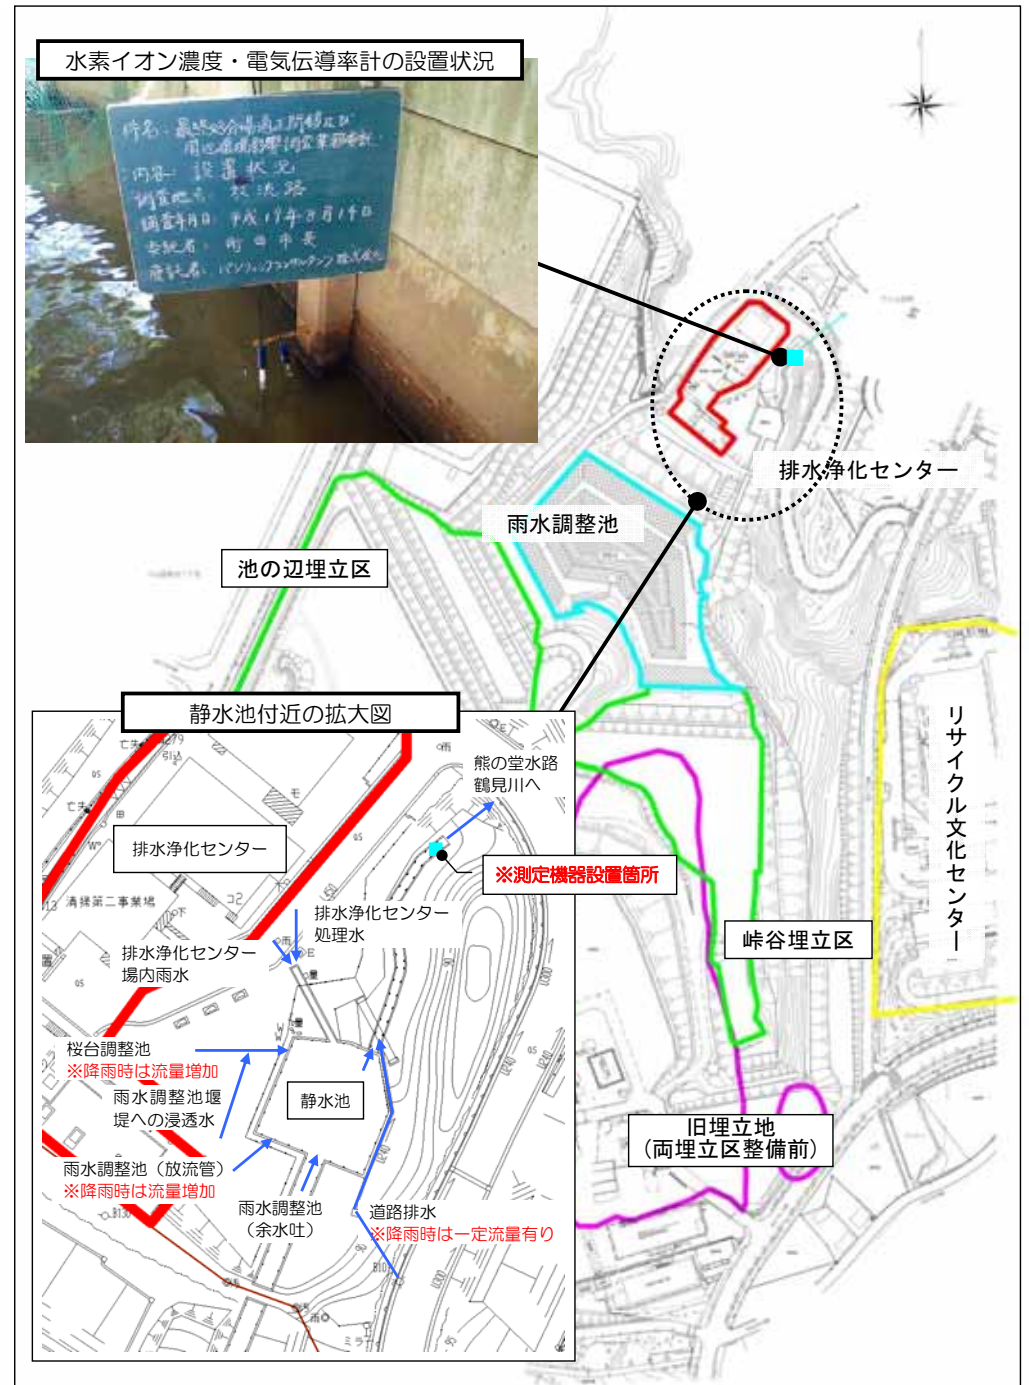 水素イオン濃度・電気伝導率計の設置状況
内容: 設置状況
調査地点: 放流路
調査年月日: 平成19年8月14日
委託者: 町田市長
排水浄化センター
雨水調整池
池の辺埋立区
静水池付近の拡大図
熊の堂水路
鶴見川へ
リサイクル文化センター
排水浄化センター
※測定機器設置箇所
清掃第二事業場
排水浄化センター
処理水
排水浄化センター
場内雨水
峠谷埋立区
桜台調整池
※降雨時は流量増加
雨水調整池堰
堤への浸透水
静水池
旧埋立地
(両埋立区整備前)
雨水調整池（放流管）
※降雨時は流量増加
雨水調整池
（余水吐）
道路排水
※降雨時は一定流量有り